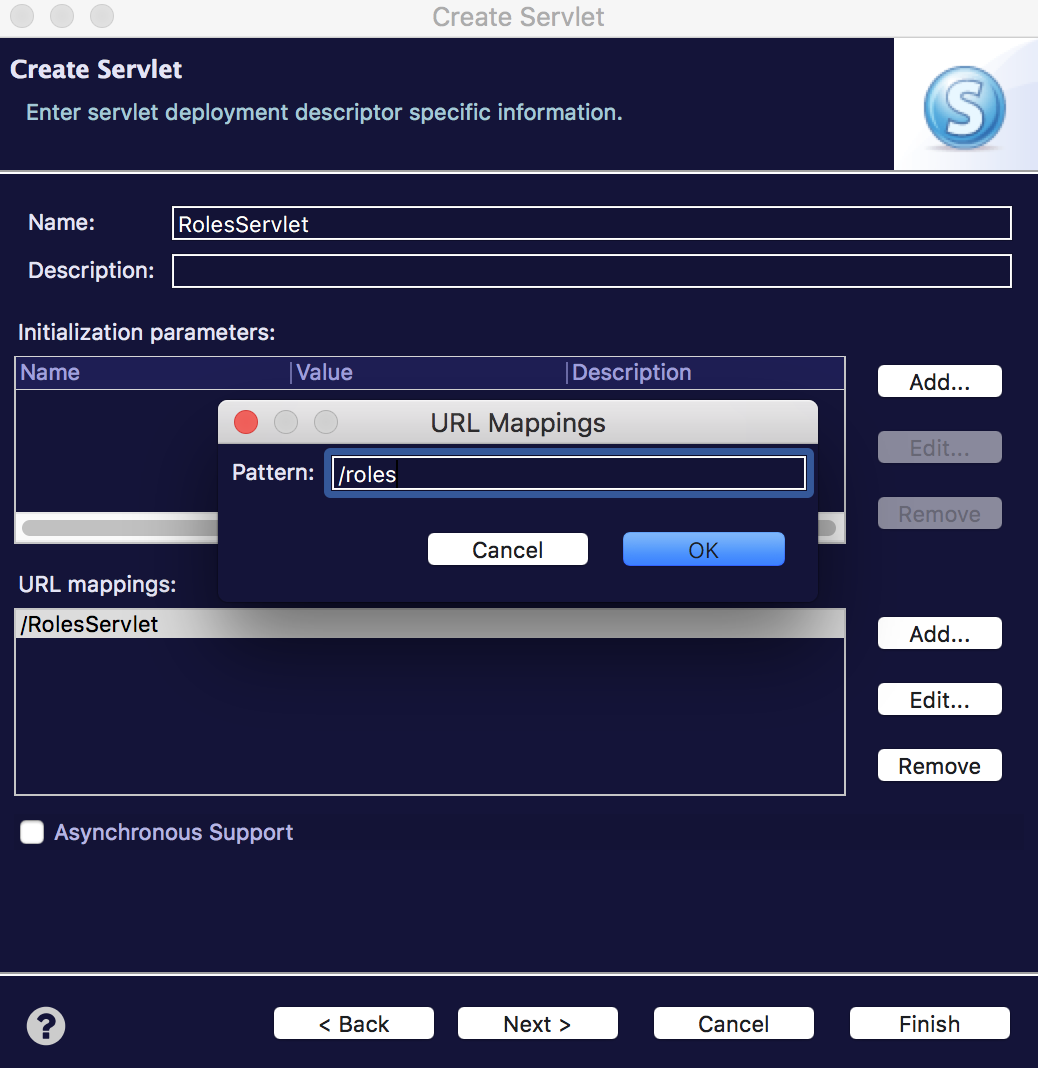 Create Servlet
Create Servlet
Enter servlet deployment descriptor specific information.
S
Name: RolesServlet
Description:
Initialization parameters:
Name Value Description
Add...
URL Mappings
Edit...
Pattern: /roles
Remove
Cancel OK
URL mappings:
/RolesServlet
Add...
Edit...
Remove
Asynchronous Support
? < Back Next > Cancel Finish